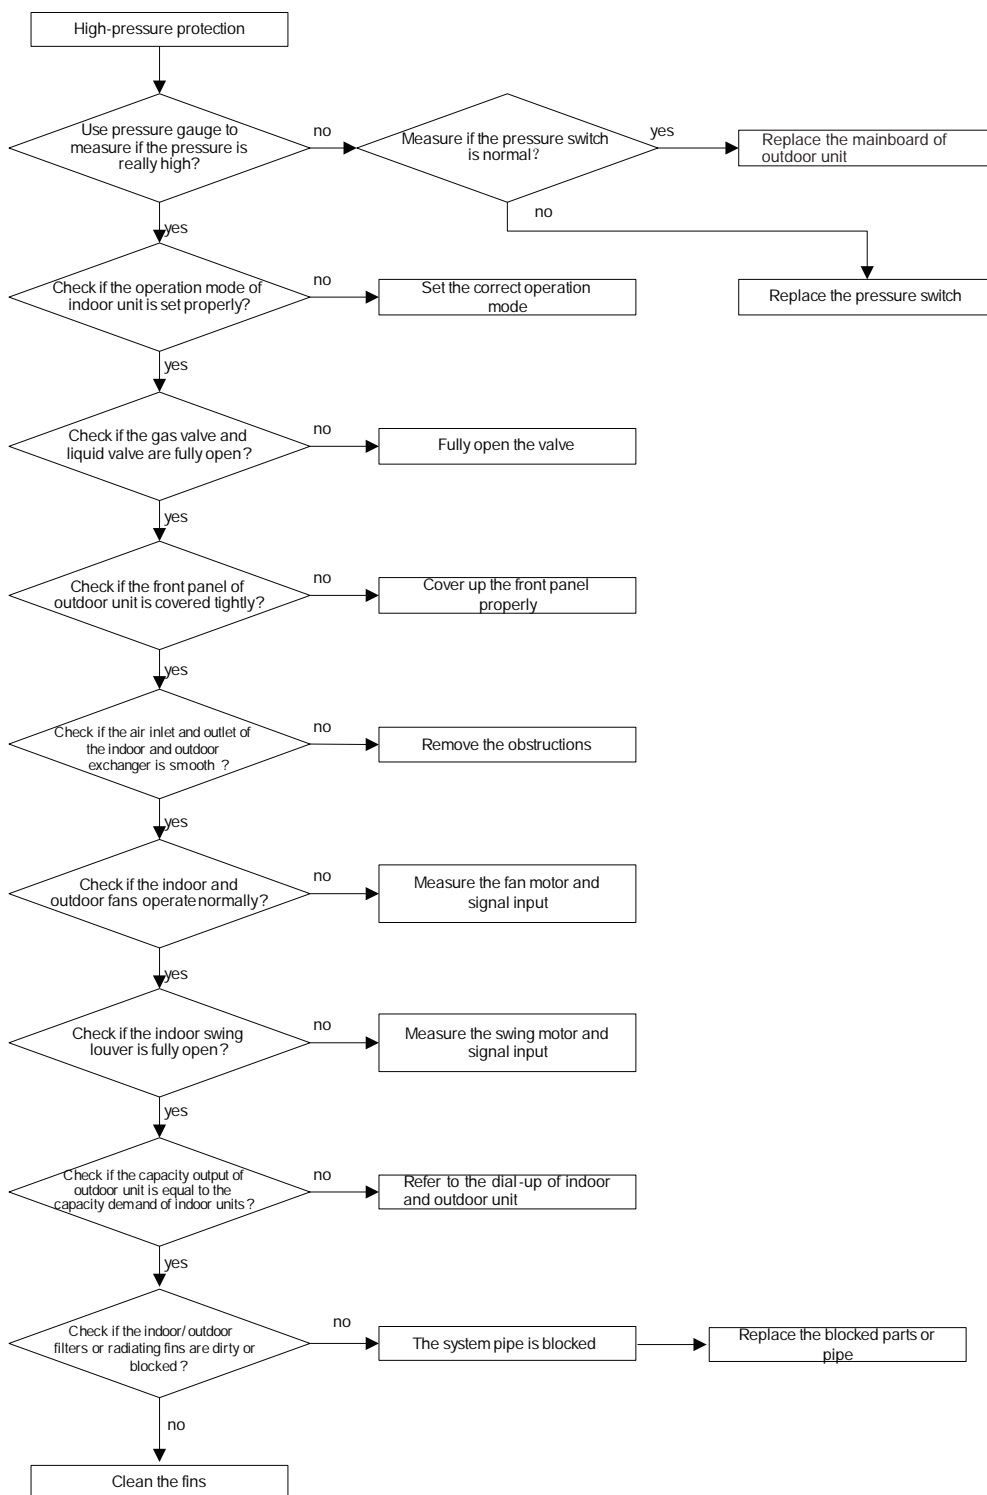 High-pressure protection
Use pressure gauge to
measure if the pressure is
really high?
no
Measure if the pressure switch
is normal?
yes
Replace the mainboard of
outdoor unit
no
Replace the pressure switch
yes
Check if the operation mode of
indoor unit is set properly?
no
Set the correct operation
mode
yes
Check if the gas valve and
liquid valve are fully open?
no
Fully open the valve
yes
Check if the front panel of
outdoor unit is covered tightly?
no
Cover up the front panel
properly
yes
Check if the air inlet and outlet of
the indoor and outdoor
exchanger is smooth ?
no
Remove the obstructions
yes
Check if the indoor and
outdoor fans operate normally?
no
Measure the fan motor and
signal input
yes
Check if the indoor swing
louver is fully open?
no
Measure the swing motor and
signal input
yes
Check if the capacity output of
outdoor unit is equal to the
capacity demand of indoor units?
no
Refer to the dial-up of indoor
and outdoor unit
yes
Check if the indoor/ outdoor
filters or radiating fins are dirty or
blocked?
no
The system pipe is blocked
Replace the blocked parts or
pipe
no
Clean the fins